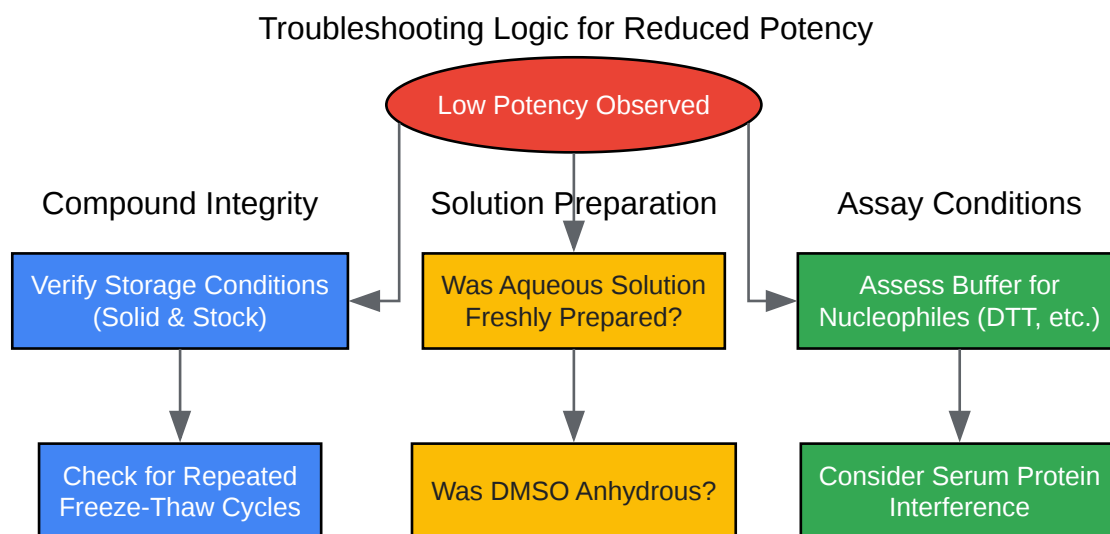 Troubleshooting Logic for Reduced Potency
Low Potency Observed
Compound Integrity
Solution Preparation
Assay Conditions
Verify Storage Conditions
(Solid & Stock)
Was Aqueous Solution
Freshly Prepared?
Assess Buffer for
Nucleophiles (DTT, etc.)
Check for Repeated
Freeze-Thaw Cycles
Was DMSO Anhydrous?
Consider Serum Protein
Interference